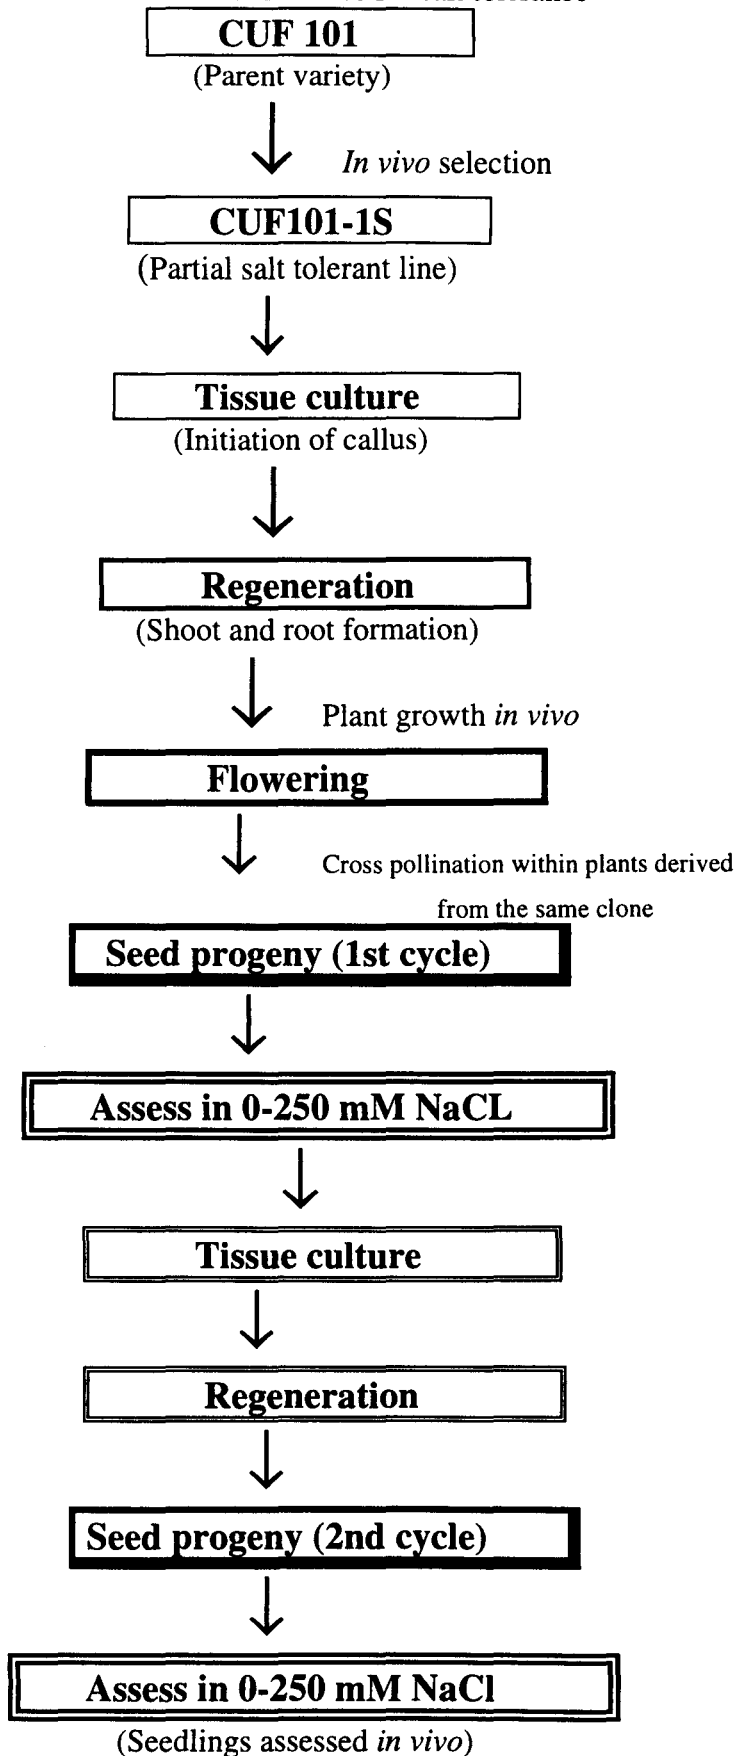 CUF 101
(Parent variety)
In vivo selection
CUF101-1S
(Partial salt tolerant line)
Tissue culture
(Initiation of callus)
Regeneration
(Shoot and root formation)
Plant growth in vivo
Flowering
Cross pollination within plants derived
from the same clone
Seed progeny (1st cycle)
Assess in 0-250 mM NaCL
Tissue culture
Regeneration
Seed progeny (2nd cycle)
Assess in 0-250 mM NaCl
(Seedlings assessed in vivo)